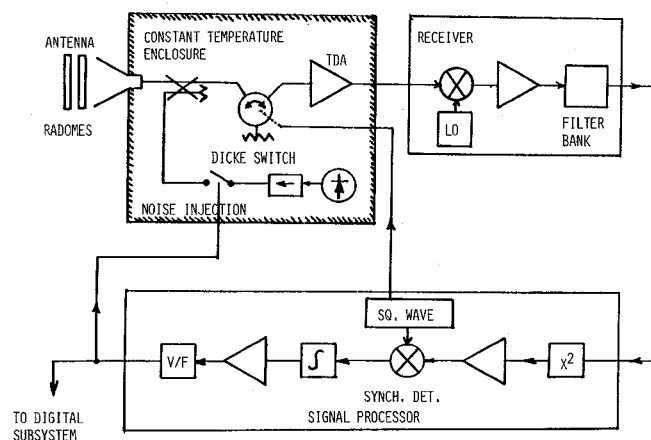 ANTENNA
RADOMES
CONSTANT TEMPERATURE
ENCLOSURE
TDA
DICKE SWITCH
NOISE INJECTION
RECEIVER
LO
FILTER
BANK
SQ. WAVE
V/F
∫
X²
SYNCH. DET.
SIGNAL PROCESSOR
TO DIGITAL
SUBSYSTEM